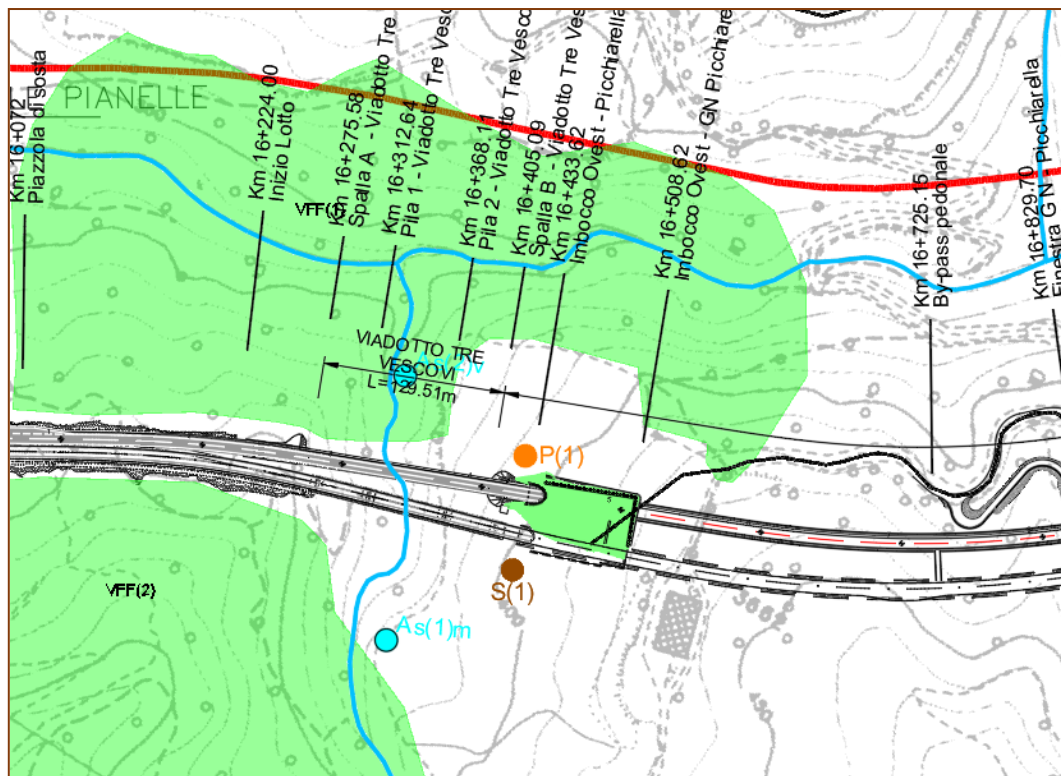 PIANELLE
Km 16+072
Piazzola di sosta
Km 16+224.00
Inizio Lotto
Km 16+275.58
Spalla A - Viadotto Tre
Km 16+312.64
Pila 1 - Viadotto Tre Vesco
Km 16+368.11
Pila 2 - Viadotto Tre Vesco
Km 16+405.09
Spalla B - Viadotto Tre Ve
Km 16+433.62
Imbocco Ovest - Picchiarella
Km 16+508.62
Imbocco Ovest - GN Picchiare
Km 16+725.15
By-pass pedonale
Km 16+829.70
Finestra GN - Picchiarella
VFF(1)
VIADOTTO TRE
VESCOVI
L=129.51m
As(2)v
P(1)
S(1)
As(1)m
VFF(2)